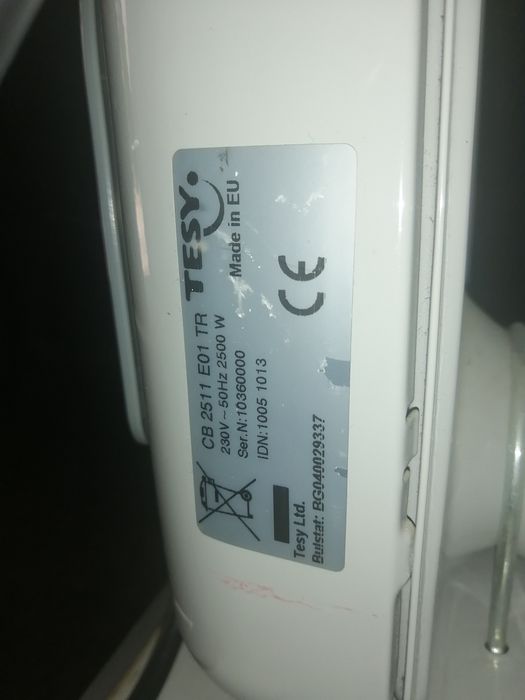 TESY
Made in EU
CB 2511 E01 TR
230V~50Hz 2500 W
Ser.N:10360000
IDN:1005 1013
CE
Tesy Ltd.
Bulstat: BG040029337